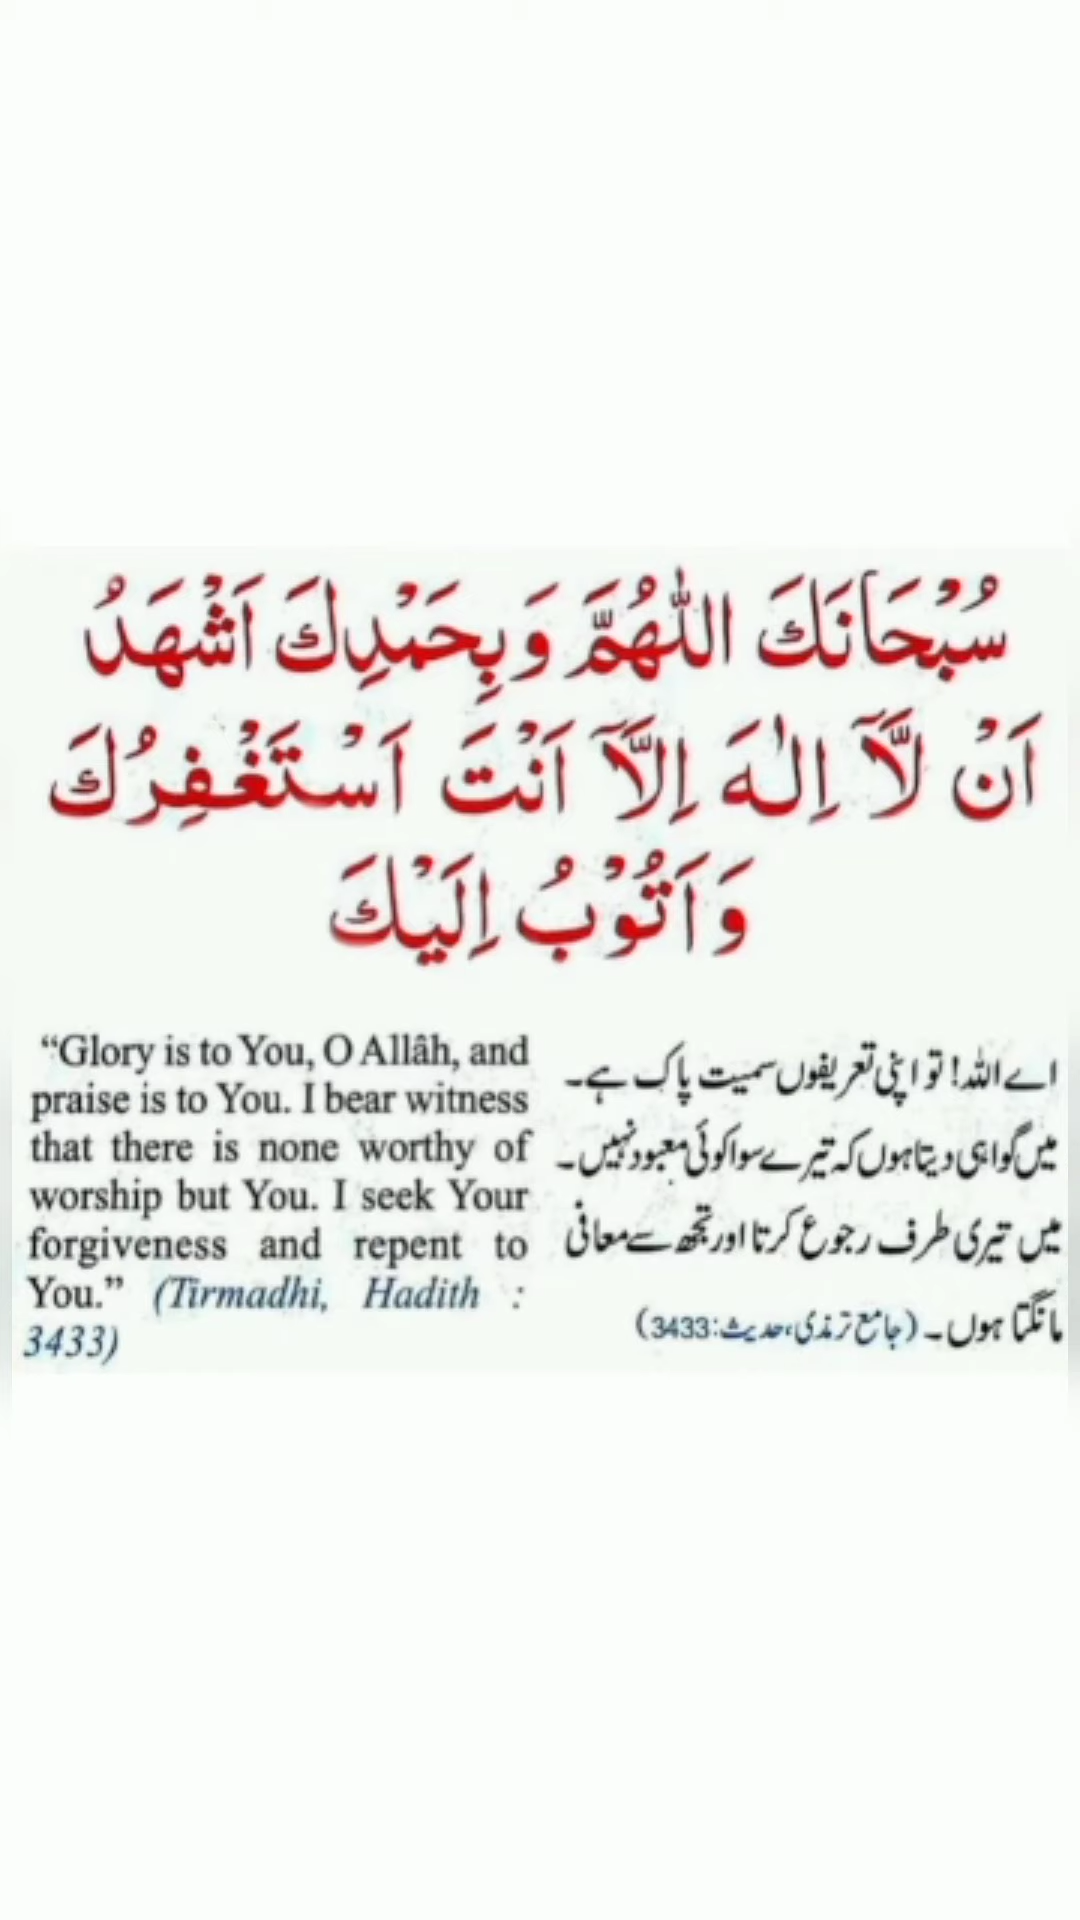 سُبْحَانَكَ اللّٰهُمَّ وَبِحَمْدِكَ اَشْهَدُ
اَنْ لَّآ اِلٰهَ اِلَّآ اَنْتَ اَسْتَغْفِرُكَ
وَاَتُوْبُ اِلَيْكَ
“Glory is to You, O Allâh, and
praise is to You. I bear witness
that there is none worthy of
worship but You. I seek Your
forgiveness and repent to
You.” (Tirmadhi, Hadith :
3433)
اے اللہ! تو اپنی تعریفوں سمیت پاک ہے۔
میں گواہی دیتا ہوں کہ تیرے سوا کوئی معبود نہیں۔
میں تیری طرف رجوع کرتا اور تجھ سے معافی
مانگتا ہوں۔ (جامع ترمذی، حدیث:3433)